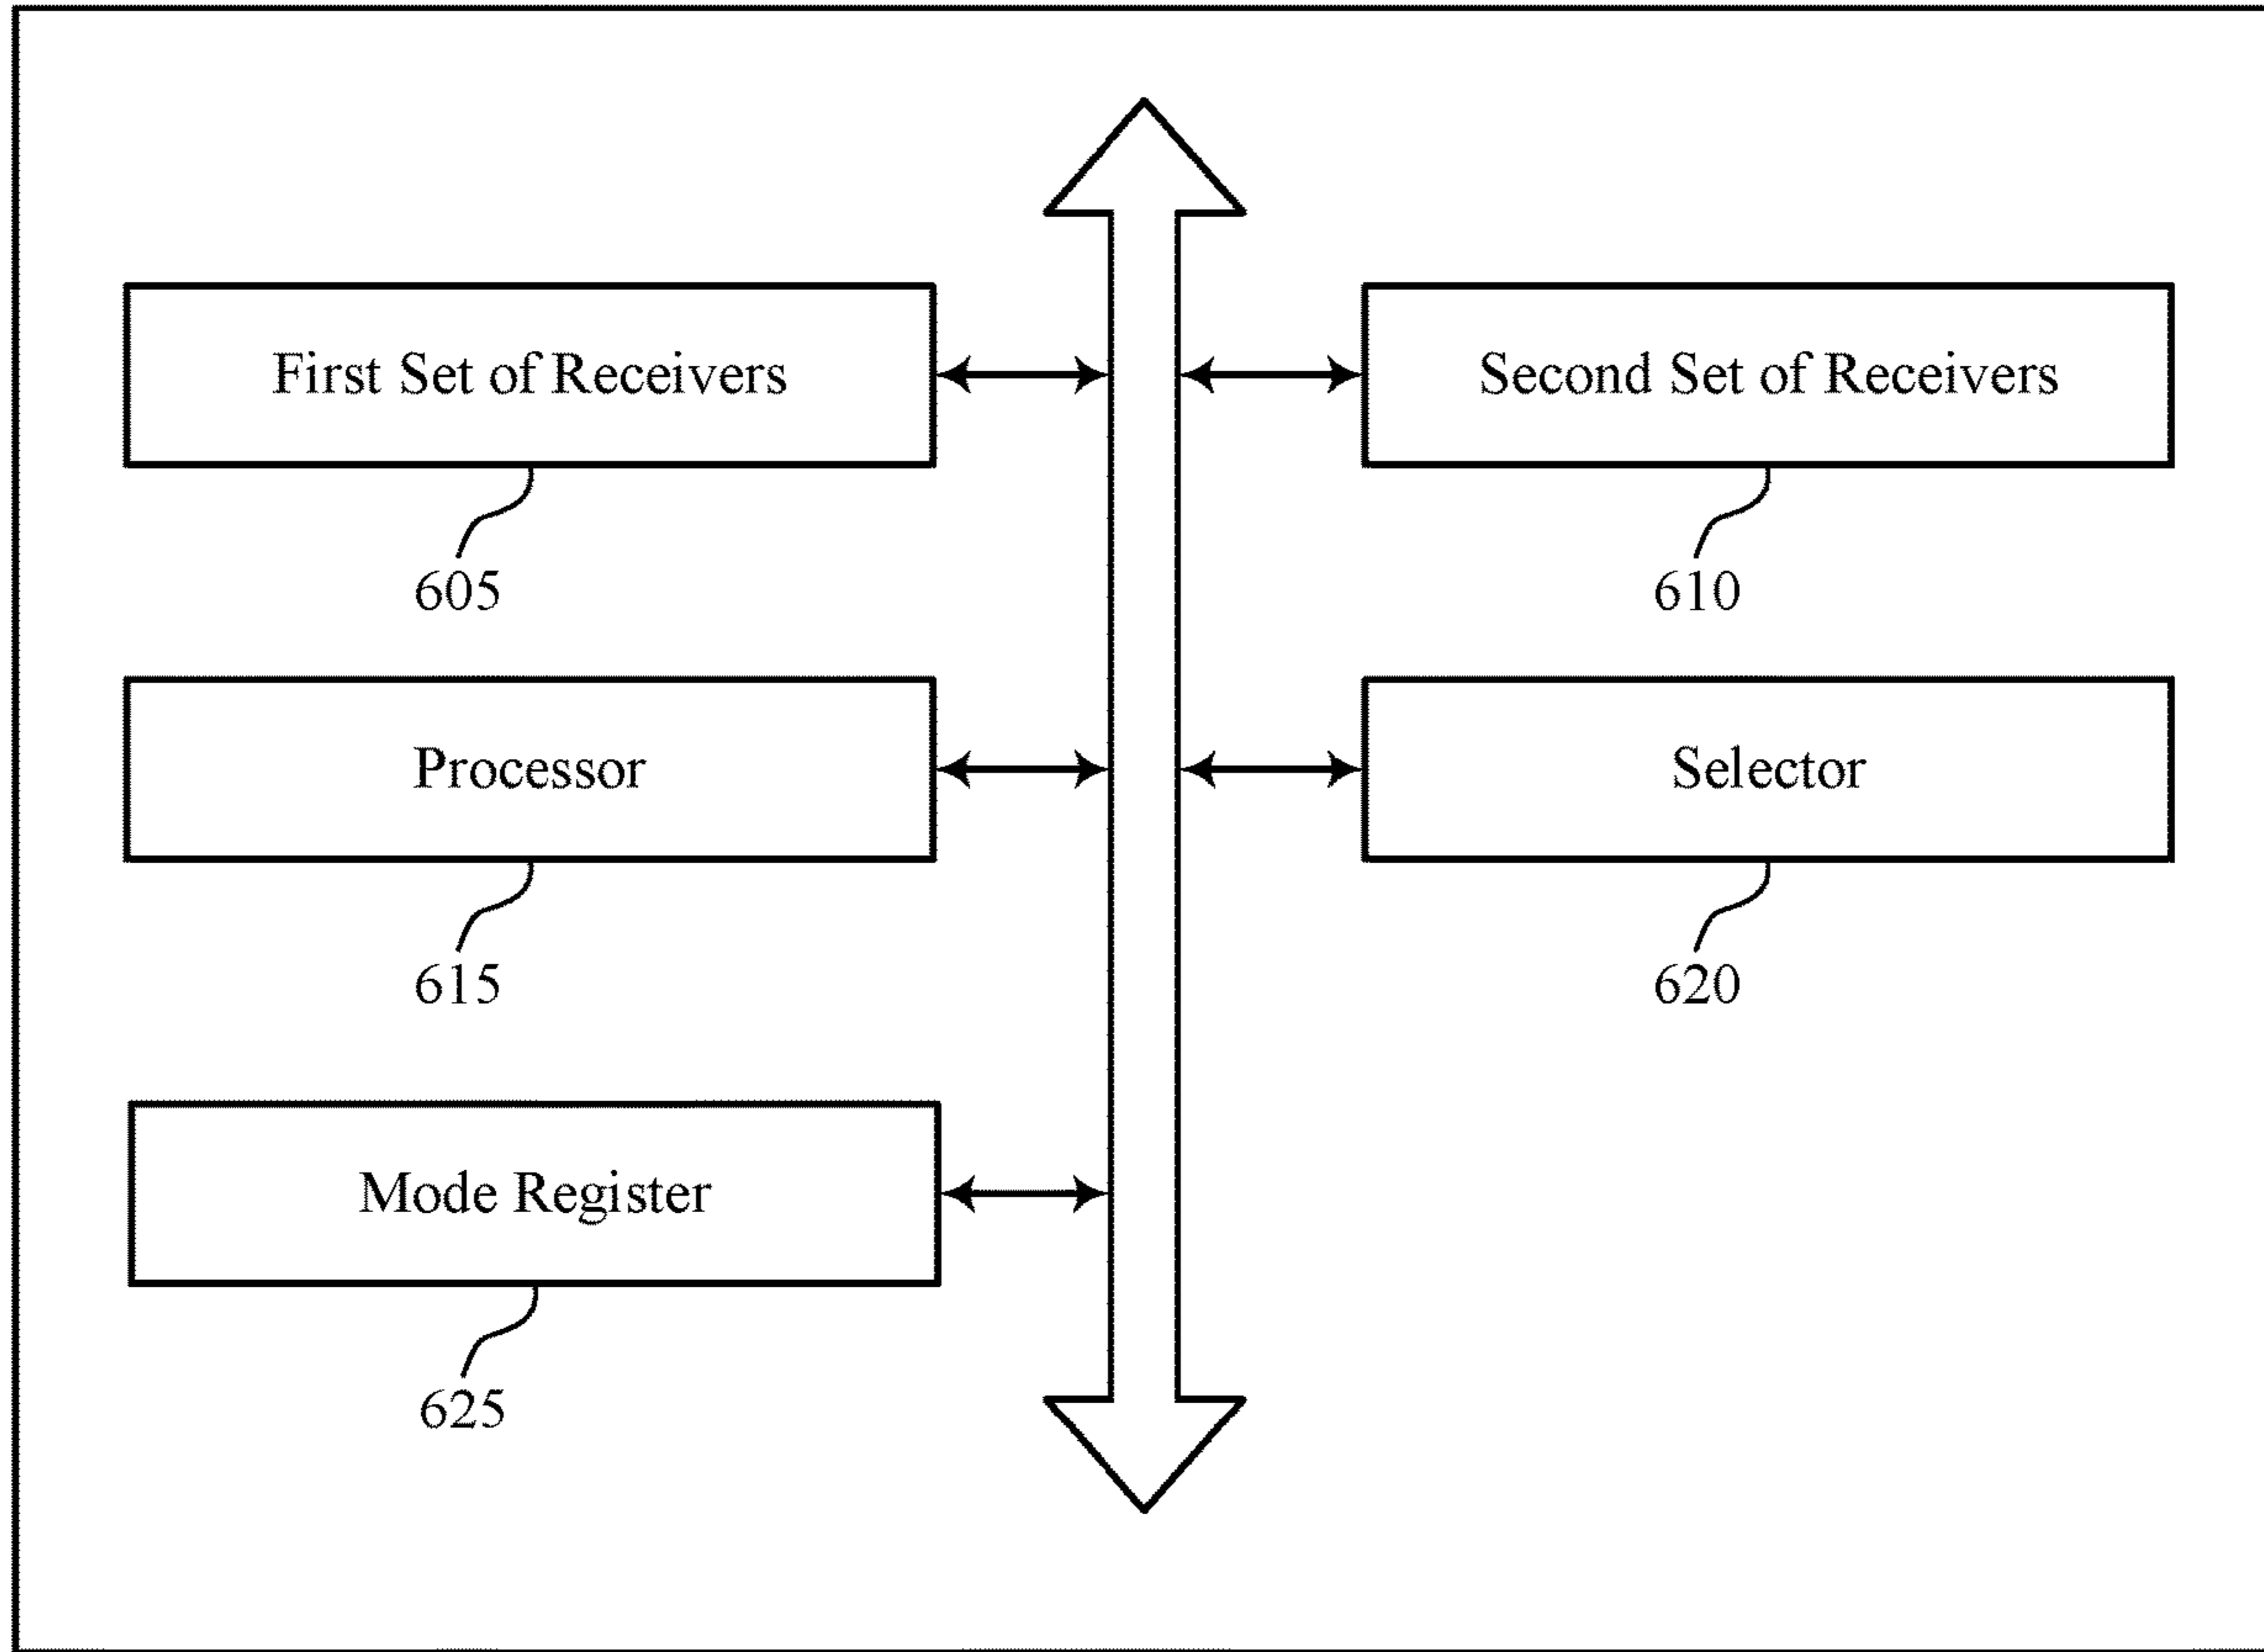 First Set of Receivers
605
Second Set of Receivers
610
Processor
615
Selector
620
Mode Register
625